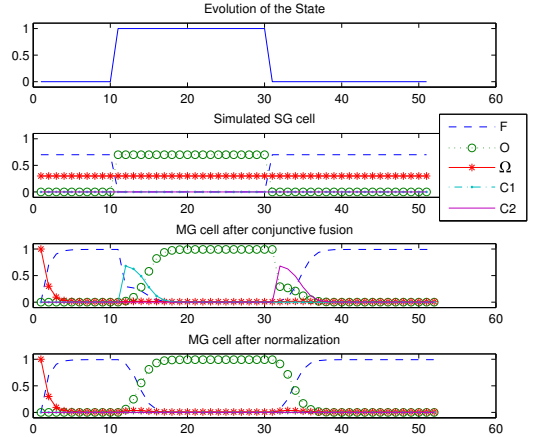 Evolution of the State
1
0.5
0
0 10 20 30 40 50 60
Simulated SG cell
1
0.5
0
0 10 20 30 40 50 60
F
O
Ω
C1
C2
MG cell after conjunctive fusion
1
0.5
0
0 10 20 30 40 50 60
MG cell after normalization
1
0.5
0
0 10 20 30 40 50 60